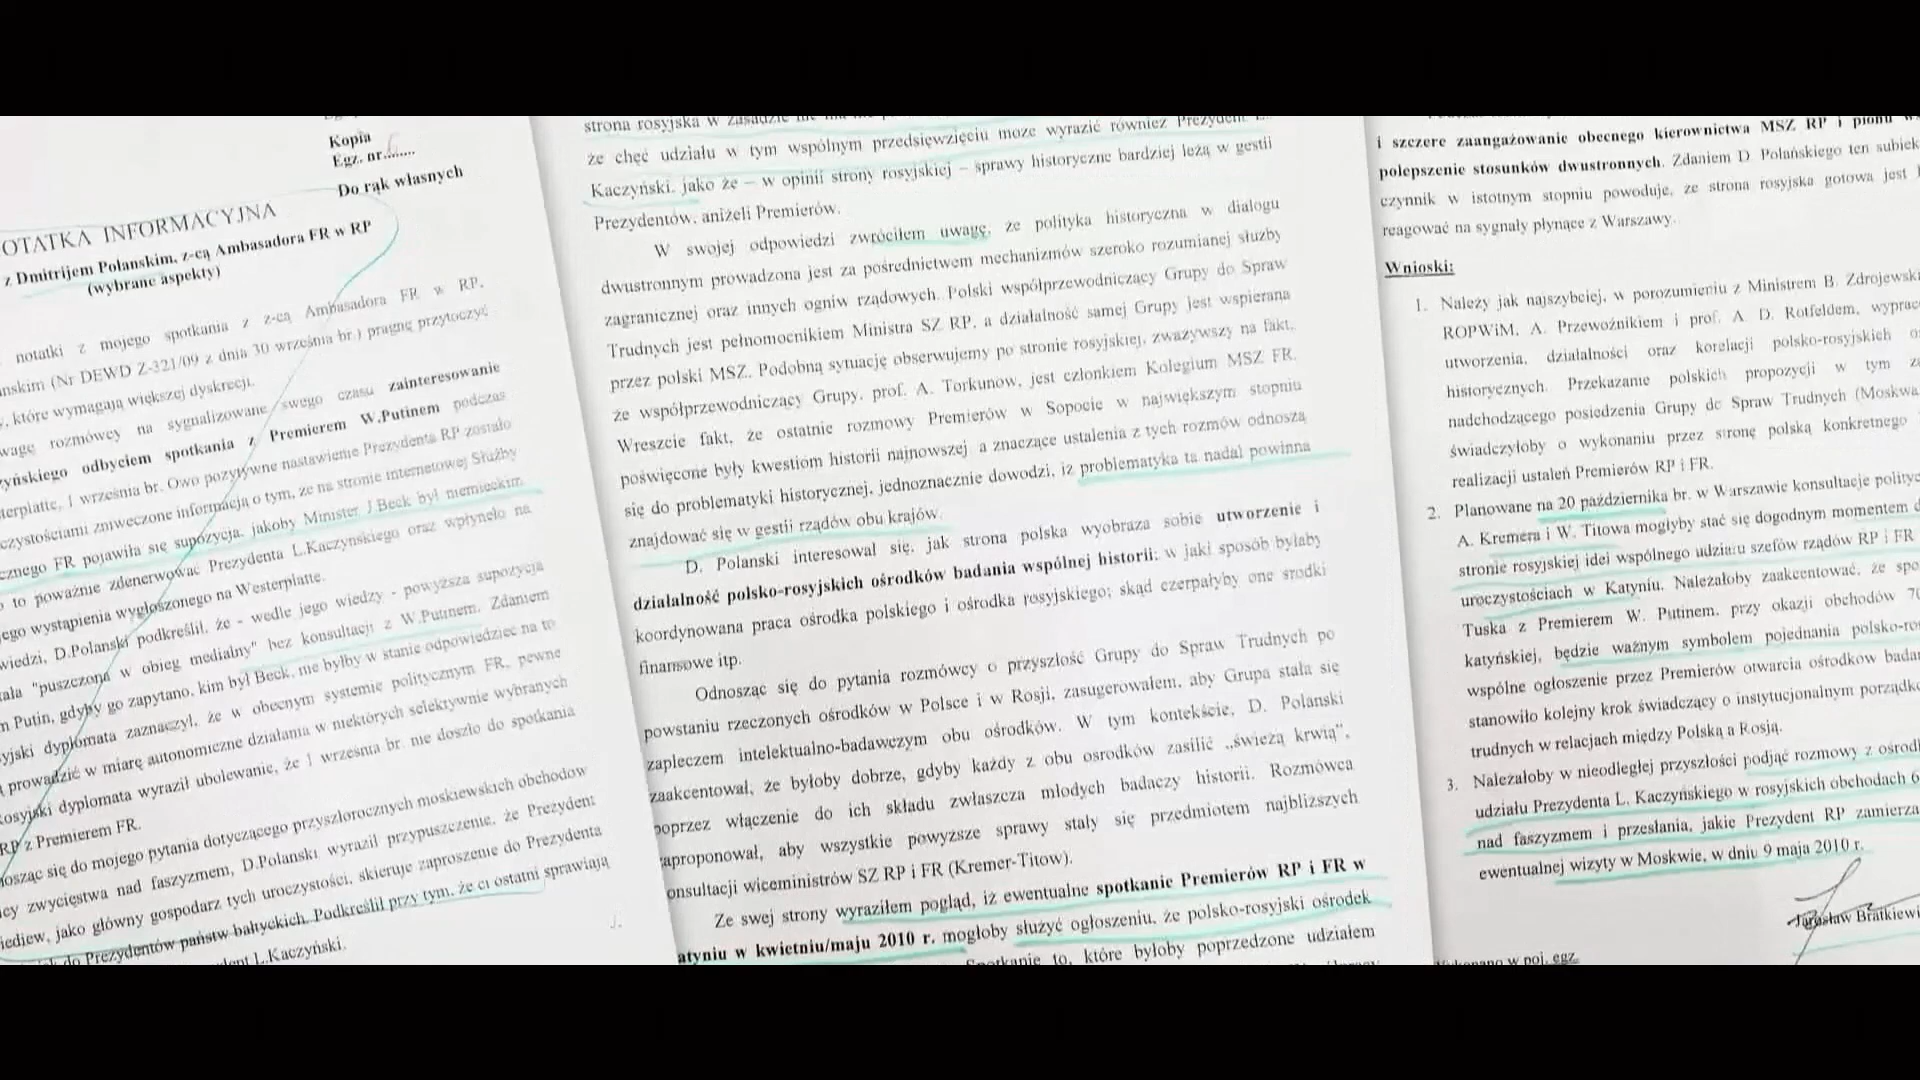 Kopia
Egz. nr........
Do rąk własnych
OTATKA INFORMACYJNA
z Dmitrijem Polanskim, z-cą Ambasadora FR w RP
(wybrane aspekty)
notatki z mojego spotkania z z-cą Ambasadora FR w RP,
anskim (Nr DEWD Z-321/09 z dnia 30 września br.) pragnę przytoczyć
, które wymagają większej dyskrecji.
wagę rozmówcy na sygnalizowane swego czasu zainteresowanie
zyńskiego odbyciem spotkania z Premierem W.Putinem podczas
terplatte, 1 września br. Owo pozytywne nastawienie Prezydenta RP zostało
czystościami zniweczone informacją o tym, że na stronie internetowej Służby
cznego FR pojawiła się supozycja, jakoby Minister J Beck był niemieckim
to poważnie zdenerwować Prezydenta L.Kaczyńskiego oraz wpłynęło na
ego wystąpienia wygłoszonego na Westerplatte.
wiedzi, D.Polanski podkreślił, że - wedle jego wiedzy - powyższa supozycja
ała "puszczona w obieg medialny" bez konsultacji z W.Putinem. Zdaniem
m Putin, gdyby go zapytano, kim był Beck, nie byłby w stanie odpowiedzieć na to
syjski dyplomata zaznaczył, że w obecnym systemie politycznym FR, pewne
prowadzić w miarę autonomiczne działania w niektórych selektywnie wybranych
osyjski dyplomata wyraził ubolewanie, że 1 września br. nie doszło do spotkania
RP z Premierem FR.
osząc się do mojego pytania dotyczącego przyszłorocznych moskiewskich obchodów
cy zwycięstwa nad faszyzmem, D.Polanski wyraził przypuszczenie, że Prezydent
iediew, jako główny gospodarz tych uroczystości, skieruje zaproszenie do Prezydenta
do Prezydentów państw bałtyckich. Podkreślił przy tym, że ci ostatni sprawiają
L.Kaczyński.
strona rosyjska w zasadzie nie ma nic
że chęć udziału w tym wspólnym przedsięwzięciu może wyrazić również Prezydent L.
Kaczyński, jako że – w opinii strony rosyjskiej – sprawy historyczne bardziej leżą w gestii
Prezydentów, aniżeli Premierów.
W swojej odpowiedzi zwróciłem uwagę, że polityka historyczna w dialogu
dwustronnym prowadzona jest za pośrednictwem mechanizmów szeroko rozumianej służby
zagranicznej oraz innych ogniw rządowych. Polski współprzewodniczący Grupy do Spraw
Trudnych jest pełnomocnikiem Ministra SZ RP, a działalność samej Grupy jest wspierana
przez polski MSZ. Podobną sytuację obserwujemy po stronie rosyjskiej, zważywszy na fakt,
że współprzewodniczący Grupy, prof. A. Torkunow, jest członkiem Kolegium MSZ FR.
Wreszcie fakt, że ostatnie rozmowy Premierów w Sopocie w największym stopniu
poświęcone były kwestiom historii najnowszej a znaczące ustalenia z tych rozmów odnoszą
się do problematyki historycznej, jednoznacznie dowodzi, iż problematyka ta nadal powinna
znajdować się w gestii rządów obu krajów.
D. Polanski interesował się, jak strona polska wyobraża sobie utworzenie i
działalność polsko-rosyjskich ośrodków badania wspólnej historii; w jaki sposób byłaby
koordynowana praca ośrodka polskiego i ośrodka rosyjskiego; skąd czerpałyby one środki
finansowe itp.
Odnosząc się do pytania rozmówcy o przyszłość Grupy do Spraw Trudnych po
powstaniu rzeczonych ośrodków w Polsce i w Rosji, zasugerowałem, aby Grupa stała się
zapleczem intelektualno-badawczym obu ośrodków. W tym kontekście, D. Polanski
zaakcentował, że byłoby dobrze, gdyby każdy z obu ośrodków zasilić „świeżą krwią”,
poprzez włączenie do ich składu zwłaszcza młodych badaczy historii. Rozmówca
aproponował, aby wszystkie powyższe sprawy stały się przedmiotem najbliższych
onsultacji wiceministrów SZ RP i FR (Kremer-Titow).
Ze swej strony wyraziłem pogląd, iż ewentualne spotkanie Premierów RP i FR w
atyniu w kwietniu/maju 2010 r. mogłoby służyć ogłoszeniu, że polsko-rosyjski ośrodek
Spotkanie to, które byłoby poprzedzone udziałem
i szczere zaangażowanie obecnego kierownictwa MSZ RP i pionu
polepszenie stosunków dwustronnych. Zdaniem D. Polańskiego ten subiek
czynnik w istotnym stopniu powoduje, że strona rosyjska gotowa jest
reagować na sygnały płynące z Warszawy.
Wnioski:
1. Należy jak najszybciej, w porozumieniu z Ministrem B. Zdrojewsk
ROPWiM, A. Przewoźnikiem i prof. A. D. Rotfeldem, wyprac
utworzenia, działalności oraz korelacji polsko-rosyjskich o
historycznych. Przekazanie polskich propozycji w tym za
nadchodzącego posiedzenia Grupy do Spraw Trudnych (Moskwa
świadczyłoby o wykonaniu przez stronę polską konkretnego
realizacji ustaleń Premierów RP i FR.
2. Planowane na 20 października br. w Warszawie konsultacje polityc
A. Kremera i W. Titowa mogłyby stać się dogodnym momentem d
stronie rosyjskiej idei wspólnego udziału szefów rządów RP i FR
uroczystościach w Katyniu. Należałoby zaakcentować, że spo
Tuska z Premierem W. Putinem, przy okazji obchodów 70
katyńskiej, będzie ważnym symbolem pojednania polsko-ro
wspólne ogłoszenie przez Premierów otwarcia ośrodków badań
stanowiło kolejny krok świadczący o instytucjonalnym porządko
trudnych w relacjach między Polską a Rosją.
3. Należałoby w nieodległej przyszłości podjąć rozmowy z ośrodk
udziału Prezydenta L. Kaczyńskiego w rosyjskich obchodach 6
nad faszyzmem i przesłania, jakie Prezydent RP zamierza
ewentualnej wizyty w Moskwie, w dniu 9 maja 2010 r.
Jarosław Bratkiewi
Wykonano w poj. egz.